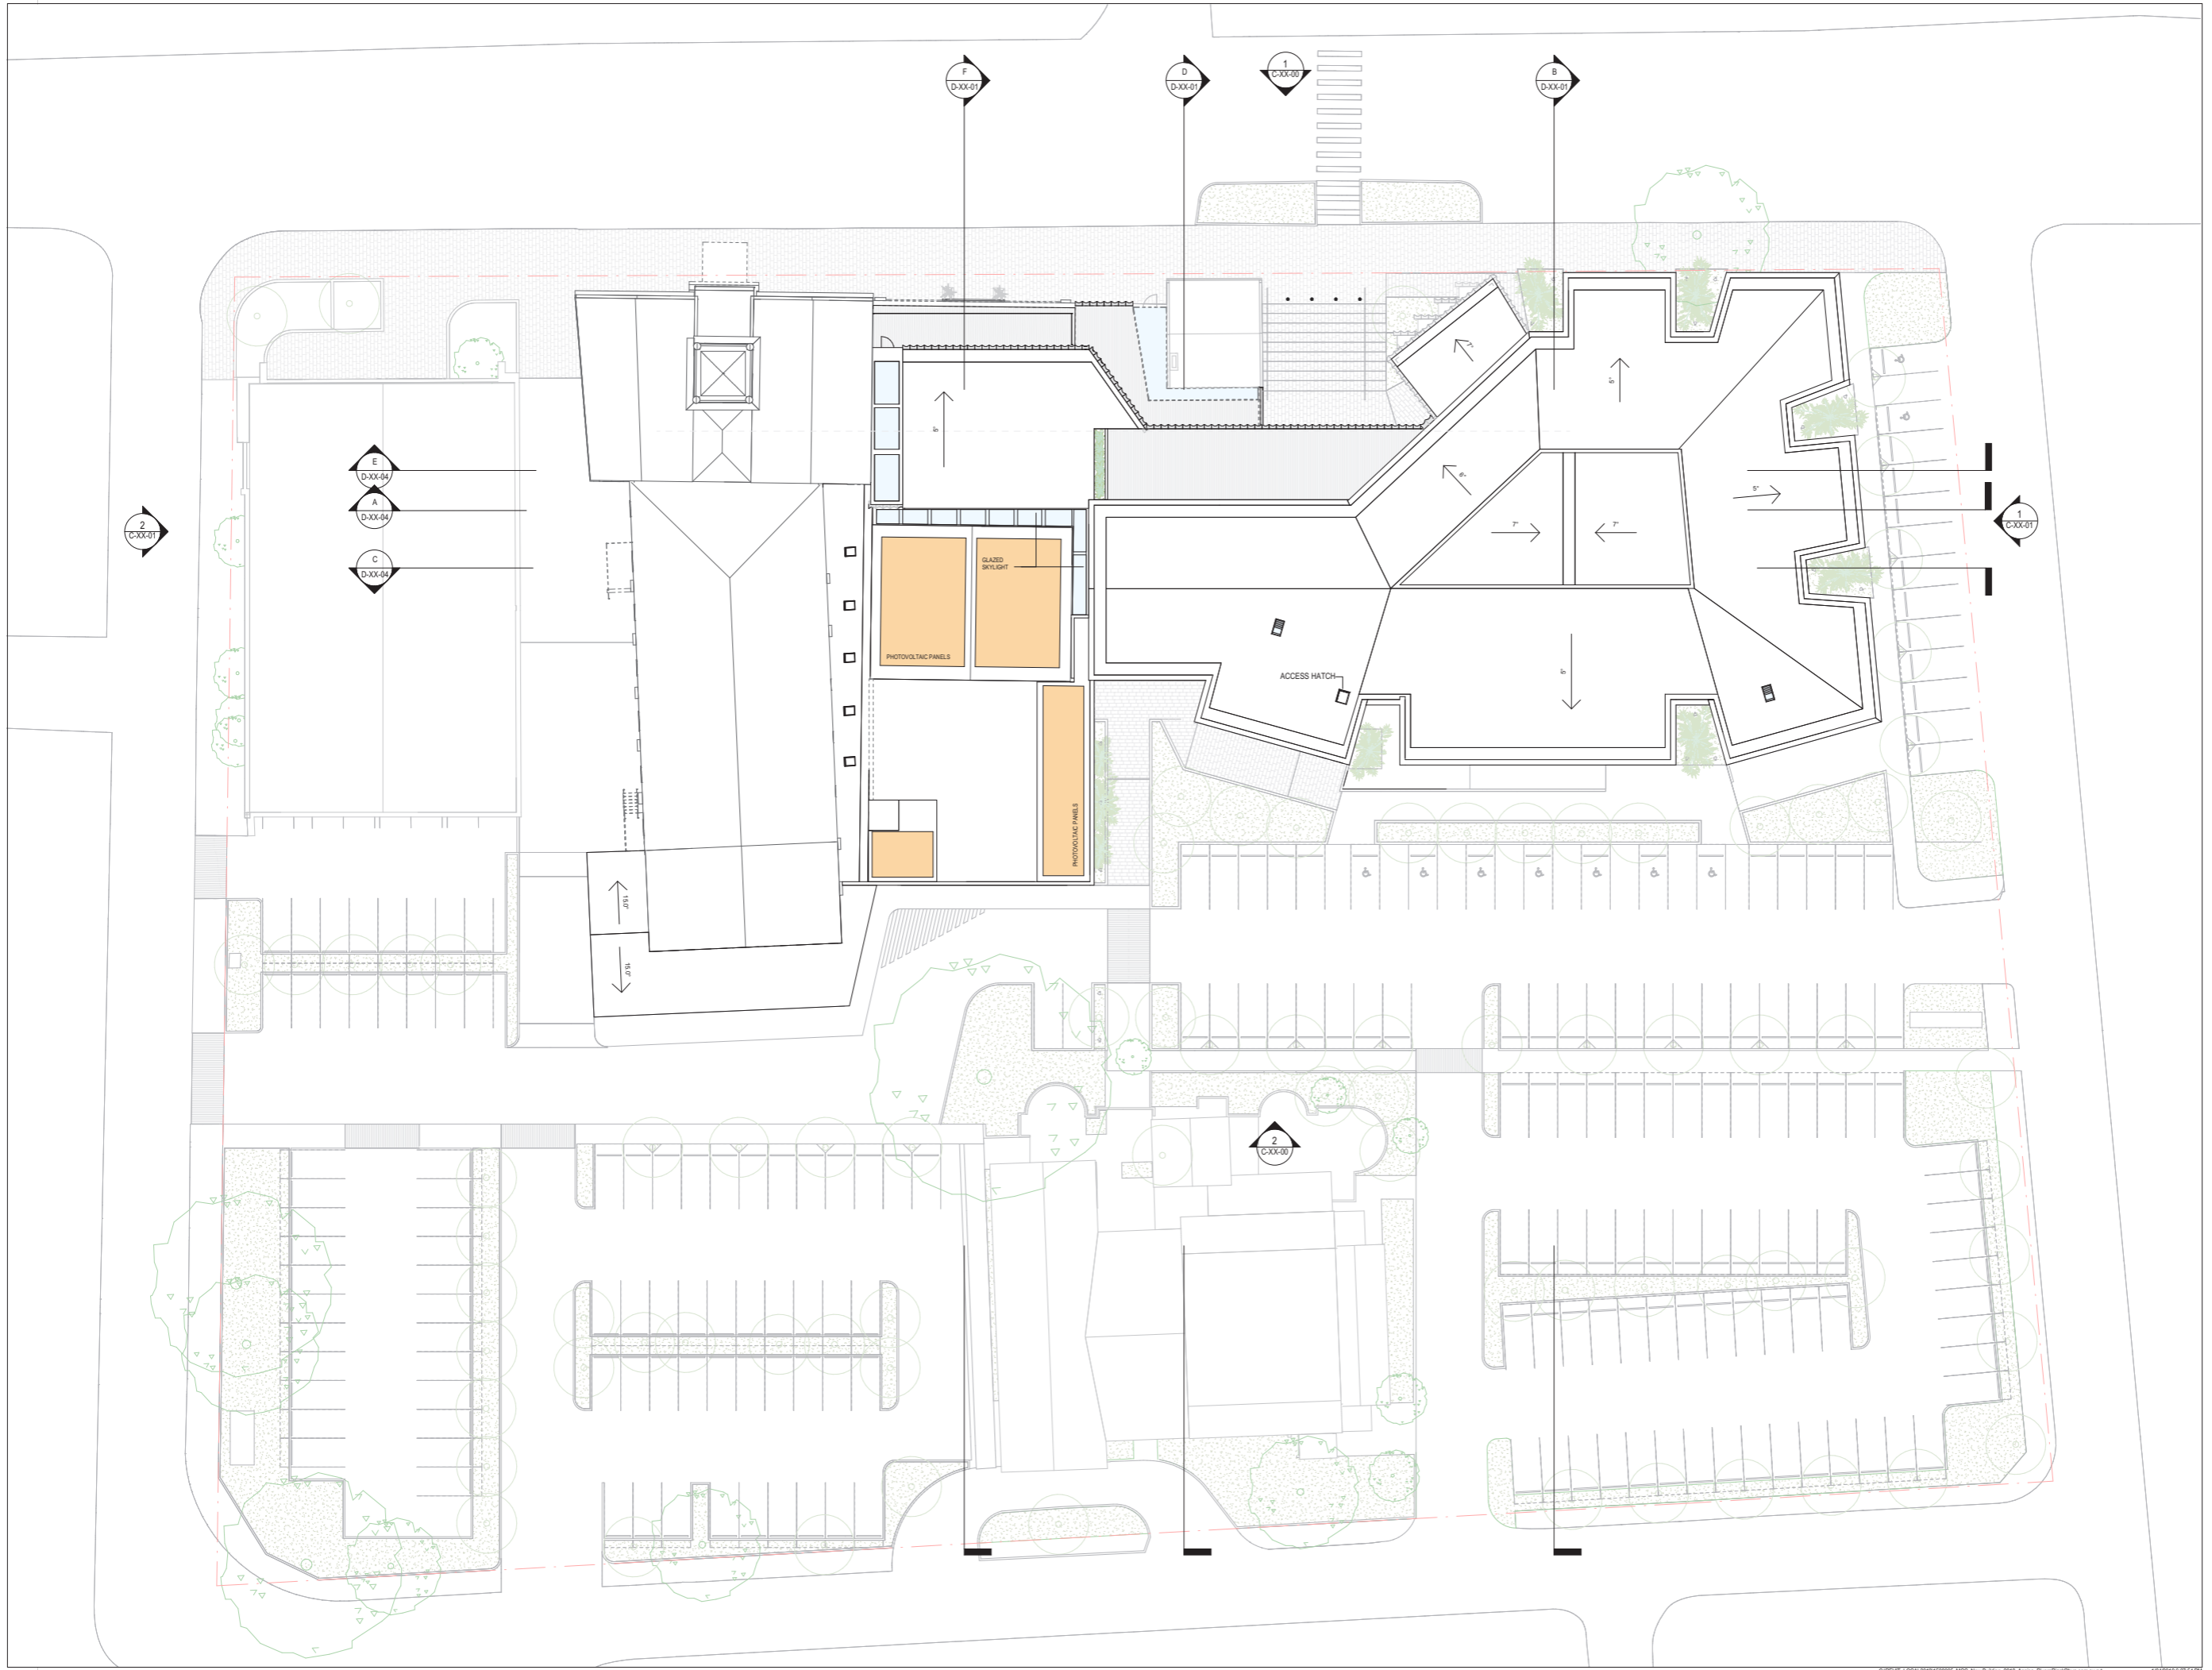 F
D-XX-01
D
D-XX-01
1
C-XX-00
B
D-XX-01
7"
5"
5"
6"
E
D-XX-04
A
D-XX-04
C
D-XX-04
2
C-XX-01
5"
7"
7"
1
C-XX-01
GLAZED
SKYLIGHT
PHOTOVOLTAIC PANELS
ACCESS HATCH
5"
PHOTOVOLTAIC PANELS
15.0"
15.0"
2
C-XX-00